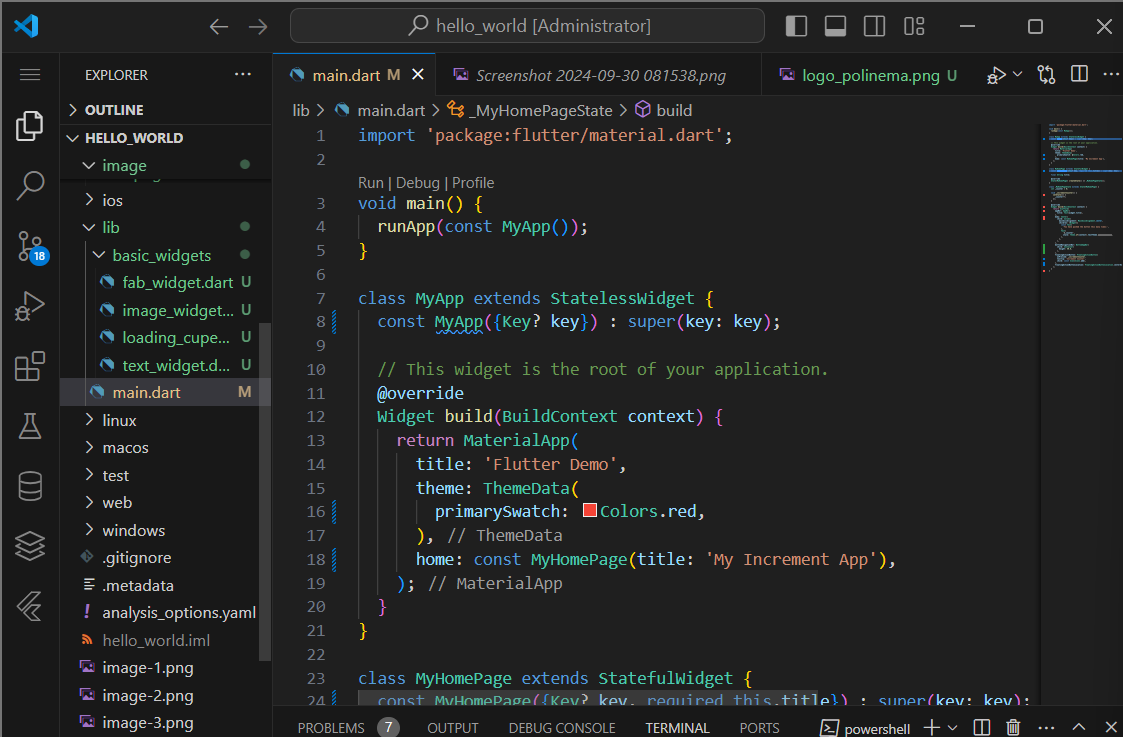 hello_world [Administrator]
EXPLORER ...
OUTLINE
HELLO_WORLD
image
ios
lib
basic_widgets
fab_widget.dart U
image_widget... U
loading_cupe... U
text_widget.d... U
main.dart M
linux
macos
test
web
windows
.gitignore
.metadata
analysis_options.yaml
hello_world.iml
image-1.png
image-2.png
image-3.png
18
main.dart M
Screenshot 2024-09-30 081538.png
logo_polinema.png U
lib > main.dart > _MyHomePageState > build
1 import 'package:flutter/material.dart';
2
Run | Debug | Profile
3 void main() {
4 runApp(const MyApp());
5 }
6
7 class MyApp extends StatelessWidget {
8 const MyApp({Key? key}) : super(key: key);
9
10 // This widget is the root of your application.
11 @override
12 Widget build(BuildContext context) {
13 return MaterialApp(
14 title: 'Flutter Demo',
15 theme: ThemeData(
16 primarySwatch: Colors.red,
17 ), // ThemeData
18 home: const MyHomePage(title: 'My Increment App'),
19 ); // MaterialApp
20 }
21 }
22
23 class MyHomePage extends StatefulWidget {
24 const MyHomePage({Key? key, required this.title}) : super(key: key);
PROBLEMS 7 OUTPUT DEBUG CONSOLE TERMINAL PORTS powershell